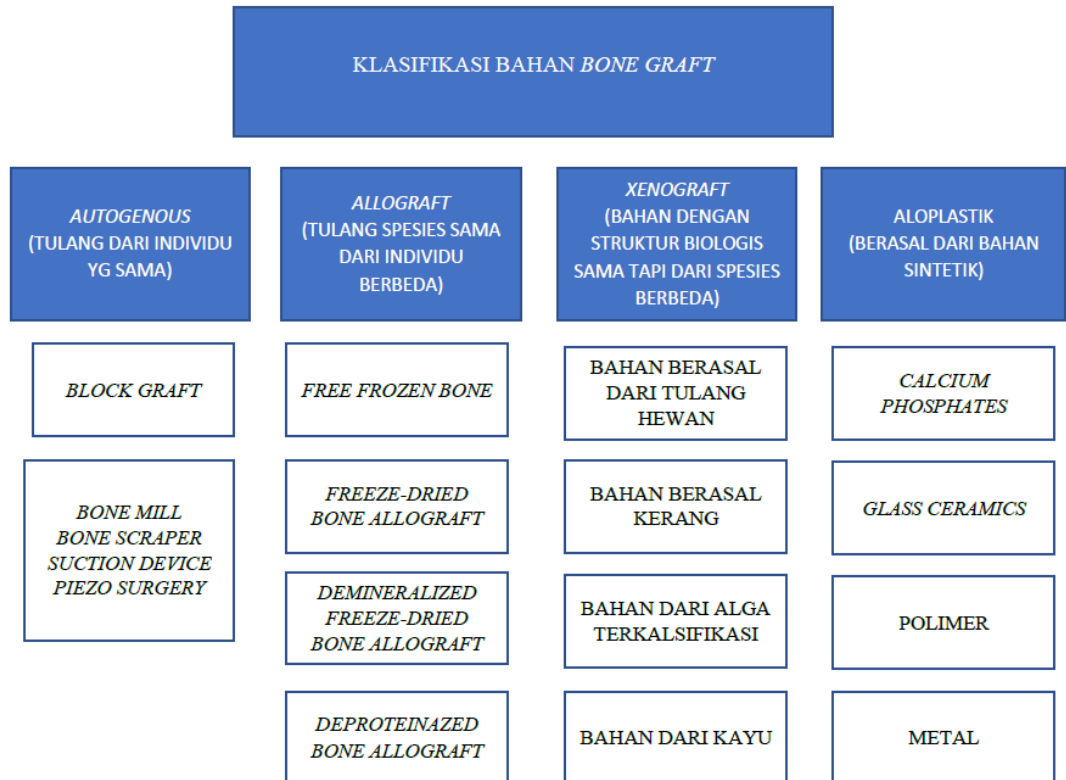 KLASIFIKASI BAHAN BONE GRAFT
AUTOGENOUS
(TULANG DARI INDIVIDU
YG SAMA)
ALLOGRAFT
(TULANG SPESIES SAMA
DARI INDIVIDU
BERBEDA)
XENOGRAFT
(BAHAN DENGAN
STRUKTUR BIOLOGIS
SAMA TAPI DARI SPESIES
BERBEDA)
ALOPLASTIK
(BERASAL DARI BAHAN
SINTETIK)
BLOCK GRAFT
FREE FROZEN BONE
BAHAN BERASAL
DARI TULANG
HEWAN
CALCIUM
PHOSPHATES
BONE MILL
BONE SCRAPER
SUCTION DEVICE
PIEZO SURGERY
FREEZE-DRIED
BONE ALLOGRAFT
BAHAN BERASAL
KERANG
GLASS CERAMICS
DEMINERALIZED
FREEZE-DRIED
BONE ALLOGRAFT
BAHAN DARI ALGA
TERKALSIFIKASI
POLIMER
DEPROTEINAZED
BONE ALLOGRAFT
BAHAN DARI KAYU
METAL